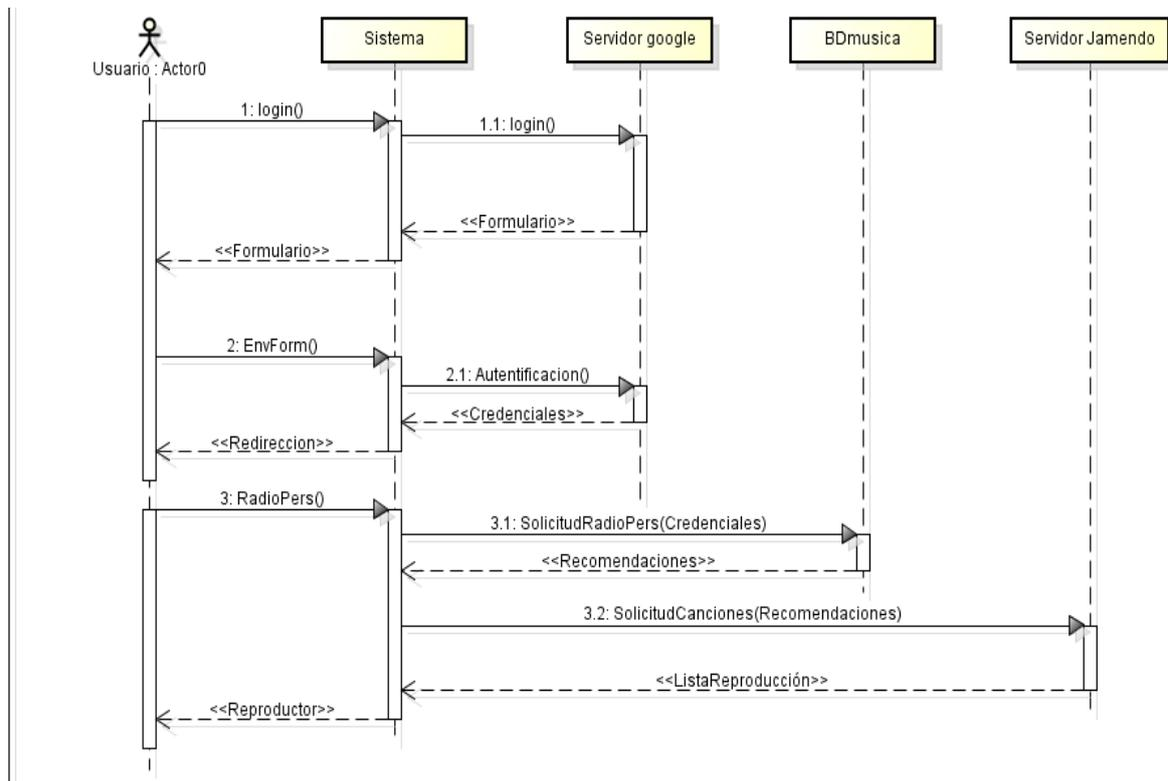 Usuario : Actor0
Sistema
Servidor google
BDmusica
Servidor Jamendo
1: login()
1.1: login()
<<Formulario>>
<<Formulario>>
2: EnvForm()
2.1: Autentificacion()
<<Credenciales>>
<<Redireccion>>
3: RadioPers()
3.1: SolicitudRadioPers(Credenciales)
<<Recomendaciones>>
3.2: SolicitudCanciones(Recomendaciones)
<<ListaReproducción>>
<<Reproductor>>